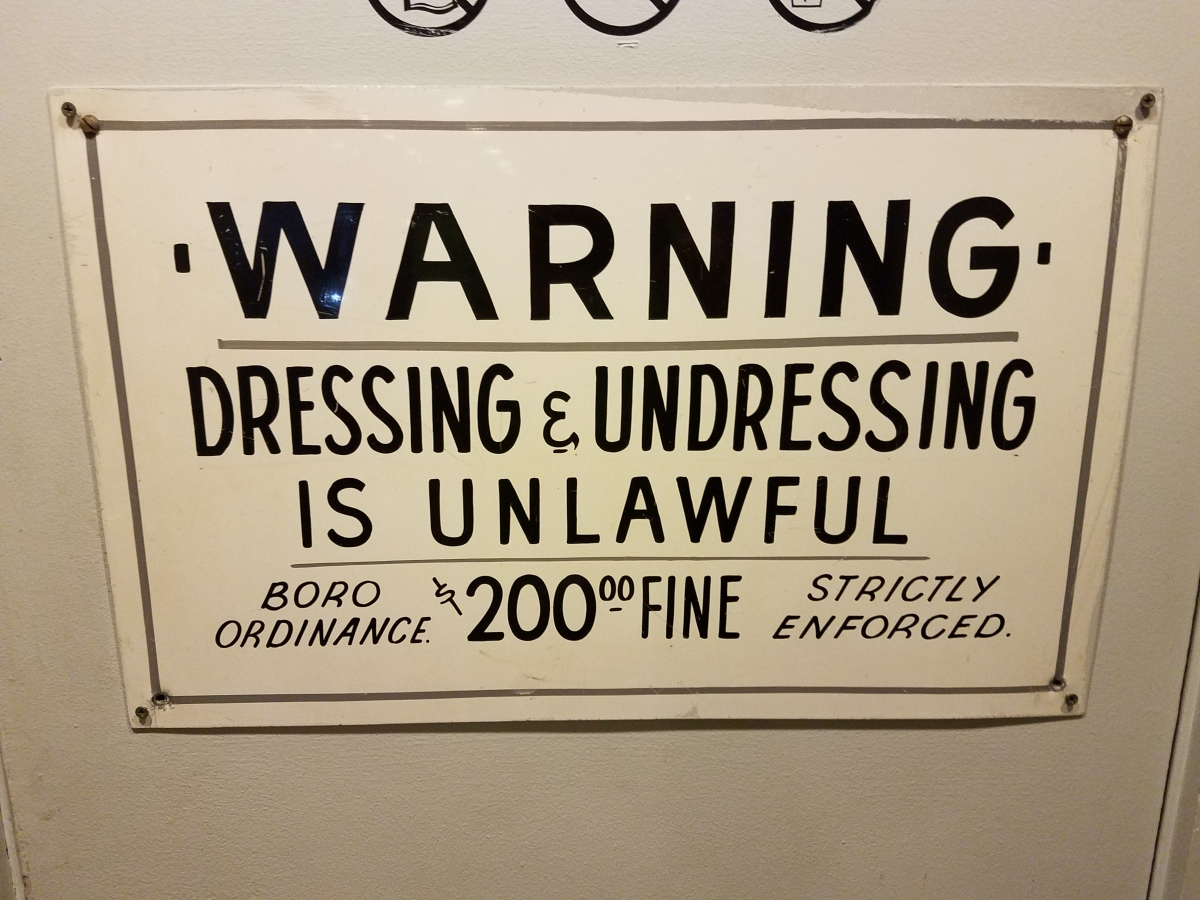 ·WARNING·
DRESSING & UNDRESSING
IS UNLAWFUL
BORO ORDINANCE. $200.00 FINE STRICTLY ENFORCED.